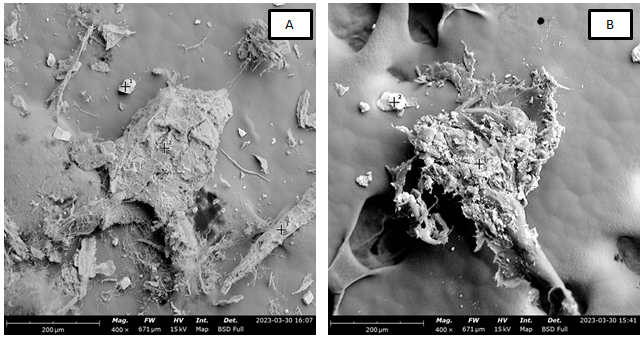 A
B
1
2
200 µm
Mag. FW HV Int. Det. 2023-03-30 16:07
400 × 671 µm 15 kV Map BSD Full
200 µm
Mag. FW HV Int. Det. 2023-03-30 15:41
400 × 671 µm 15 kV Map BSD Full